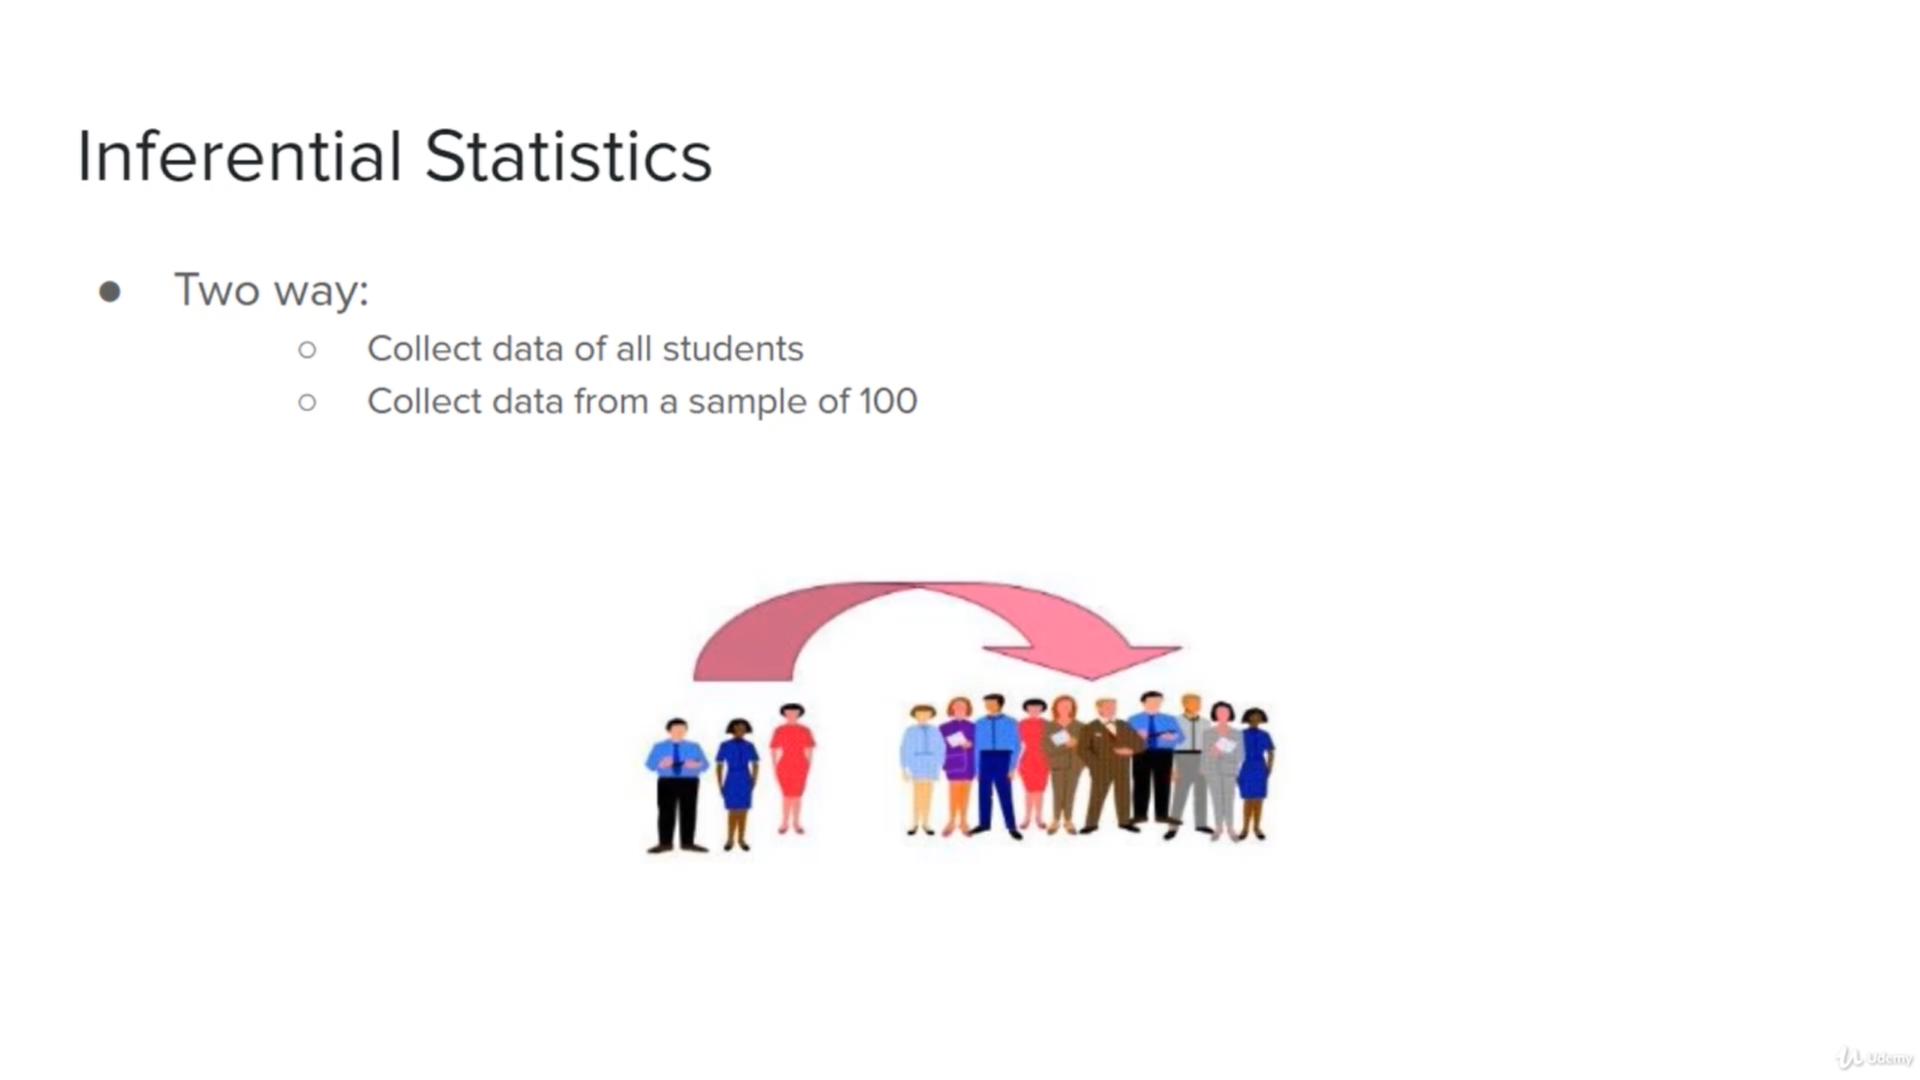 Inferential Statistics
● Two way:
○ Collect data of all students
○ Collect data from a sample of 100
Udemy